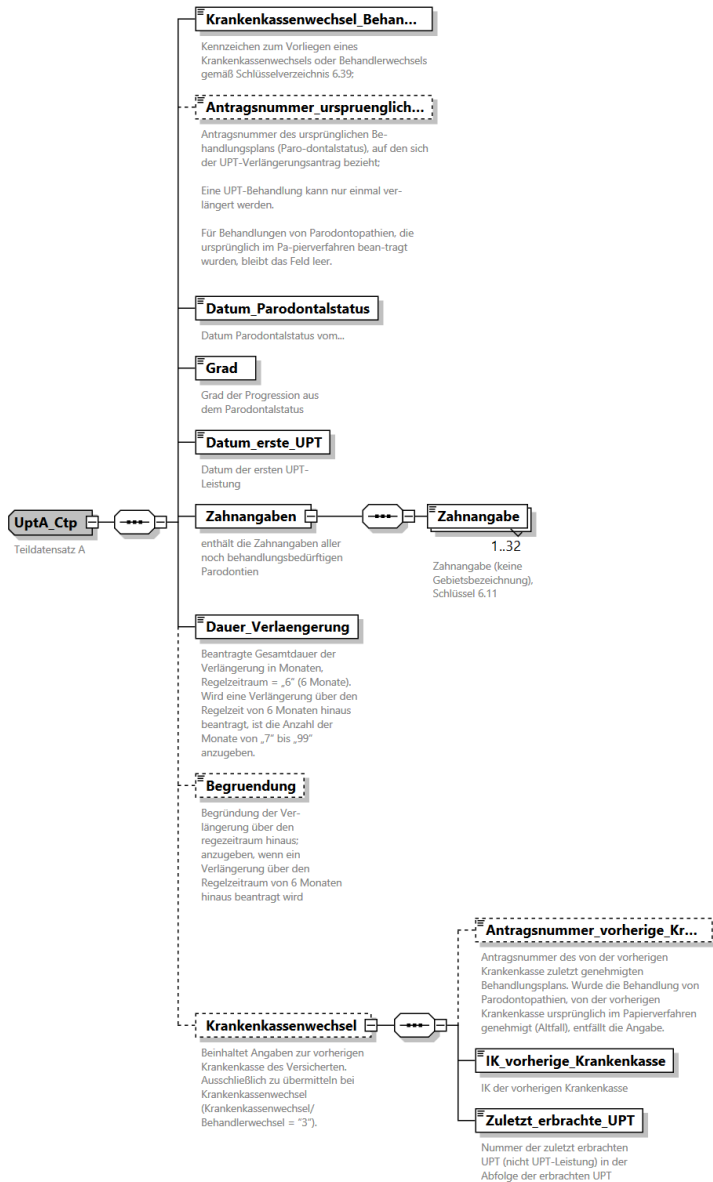 Krankenkassenwechsel_Behan...
Kennzeichen zum Vorliegen eines
Krankenkassenwechsels oder Behandlerwechsels
gemäß Schlüsselverzeichnis 6.39;
Antragsnummer_urspruenglich...
Antragsnummer des ursprünglichen Be-
handlungsplans (Paro-dontalstatus), auf den sich
der UPT-Verlängerungsantrag bezieht;
Eine UPT-Behandlung kann nur einmal ver-
längert werden.
Für Behandlungen von Parodontopathien, die
ursprünglich im Pa-pierverfahren bean-tragt
wurden, bleibt das Feld leer.
Datum_Parodontalstatus
Datum Parodontalstatus vom...
Grad
Grad der Progression aus
dem Parodontalstatus
Datum_erste_UPT
Datum der ersten UPT-
Leistung
UptA_Ctp
Teildatensatz A
Zahnangaben
enthält die Zahnangaben aller
noch behandlungsbedürftigen
Parodontien
Zahnangabe
1..32
Zahnangabe (keine
Gebietsbezeichnung),
Schlüssel 6.11
Dauer_Verlaengerung
Beantragte Gesamtdauer der
Verlängerung in Monaten,
Regelzeitraum = „6" (6 Monate).
Wird eine Verlängerung über den
Regelzeit von 6 Monaten hinaus
beantragt, ist die Anzahl der
Monate von „7" bis „99"
anzugeben.
Begruendung
Begründung der Ver-
längerung über den
regezeitraum hinaus;
anzugeben, wenn ein
Verlängerung über den
Regelzeitraum von 6 Monaten
hinaus beantragt wird
Krankenkassenwechsel
Beinhaltet Angaben zur vorherigen
Krankenkasse des Versicherten.
Ausschließlich zu übermitteln bei
Krankenkassenwechsel
(Krankenkassenwechsel/
Behandlerwechsel = "3").
Antragsnummer_vorherige_Kr...
Antragsnummer des von der vorherigen
Krankenkasse zuletzt genehmigten
Behandlungsplans. Wurde die Behandlung von
Parodontopathien, von der vorherigen
Krankenkasse ursprünglich im Papierverfahren
genehmigt (Altfall), entfällt die Angabe.
IK_vorherige_Krankenkasse
IK der vorherigen Krankenkasse
Zuletzt_erbrachte_UPT
Nummer der zuletzt erbrachten
UPT (nicht UPT-Leistung) in der
Abfolge der erbrachten UPT